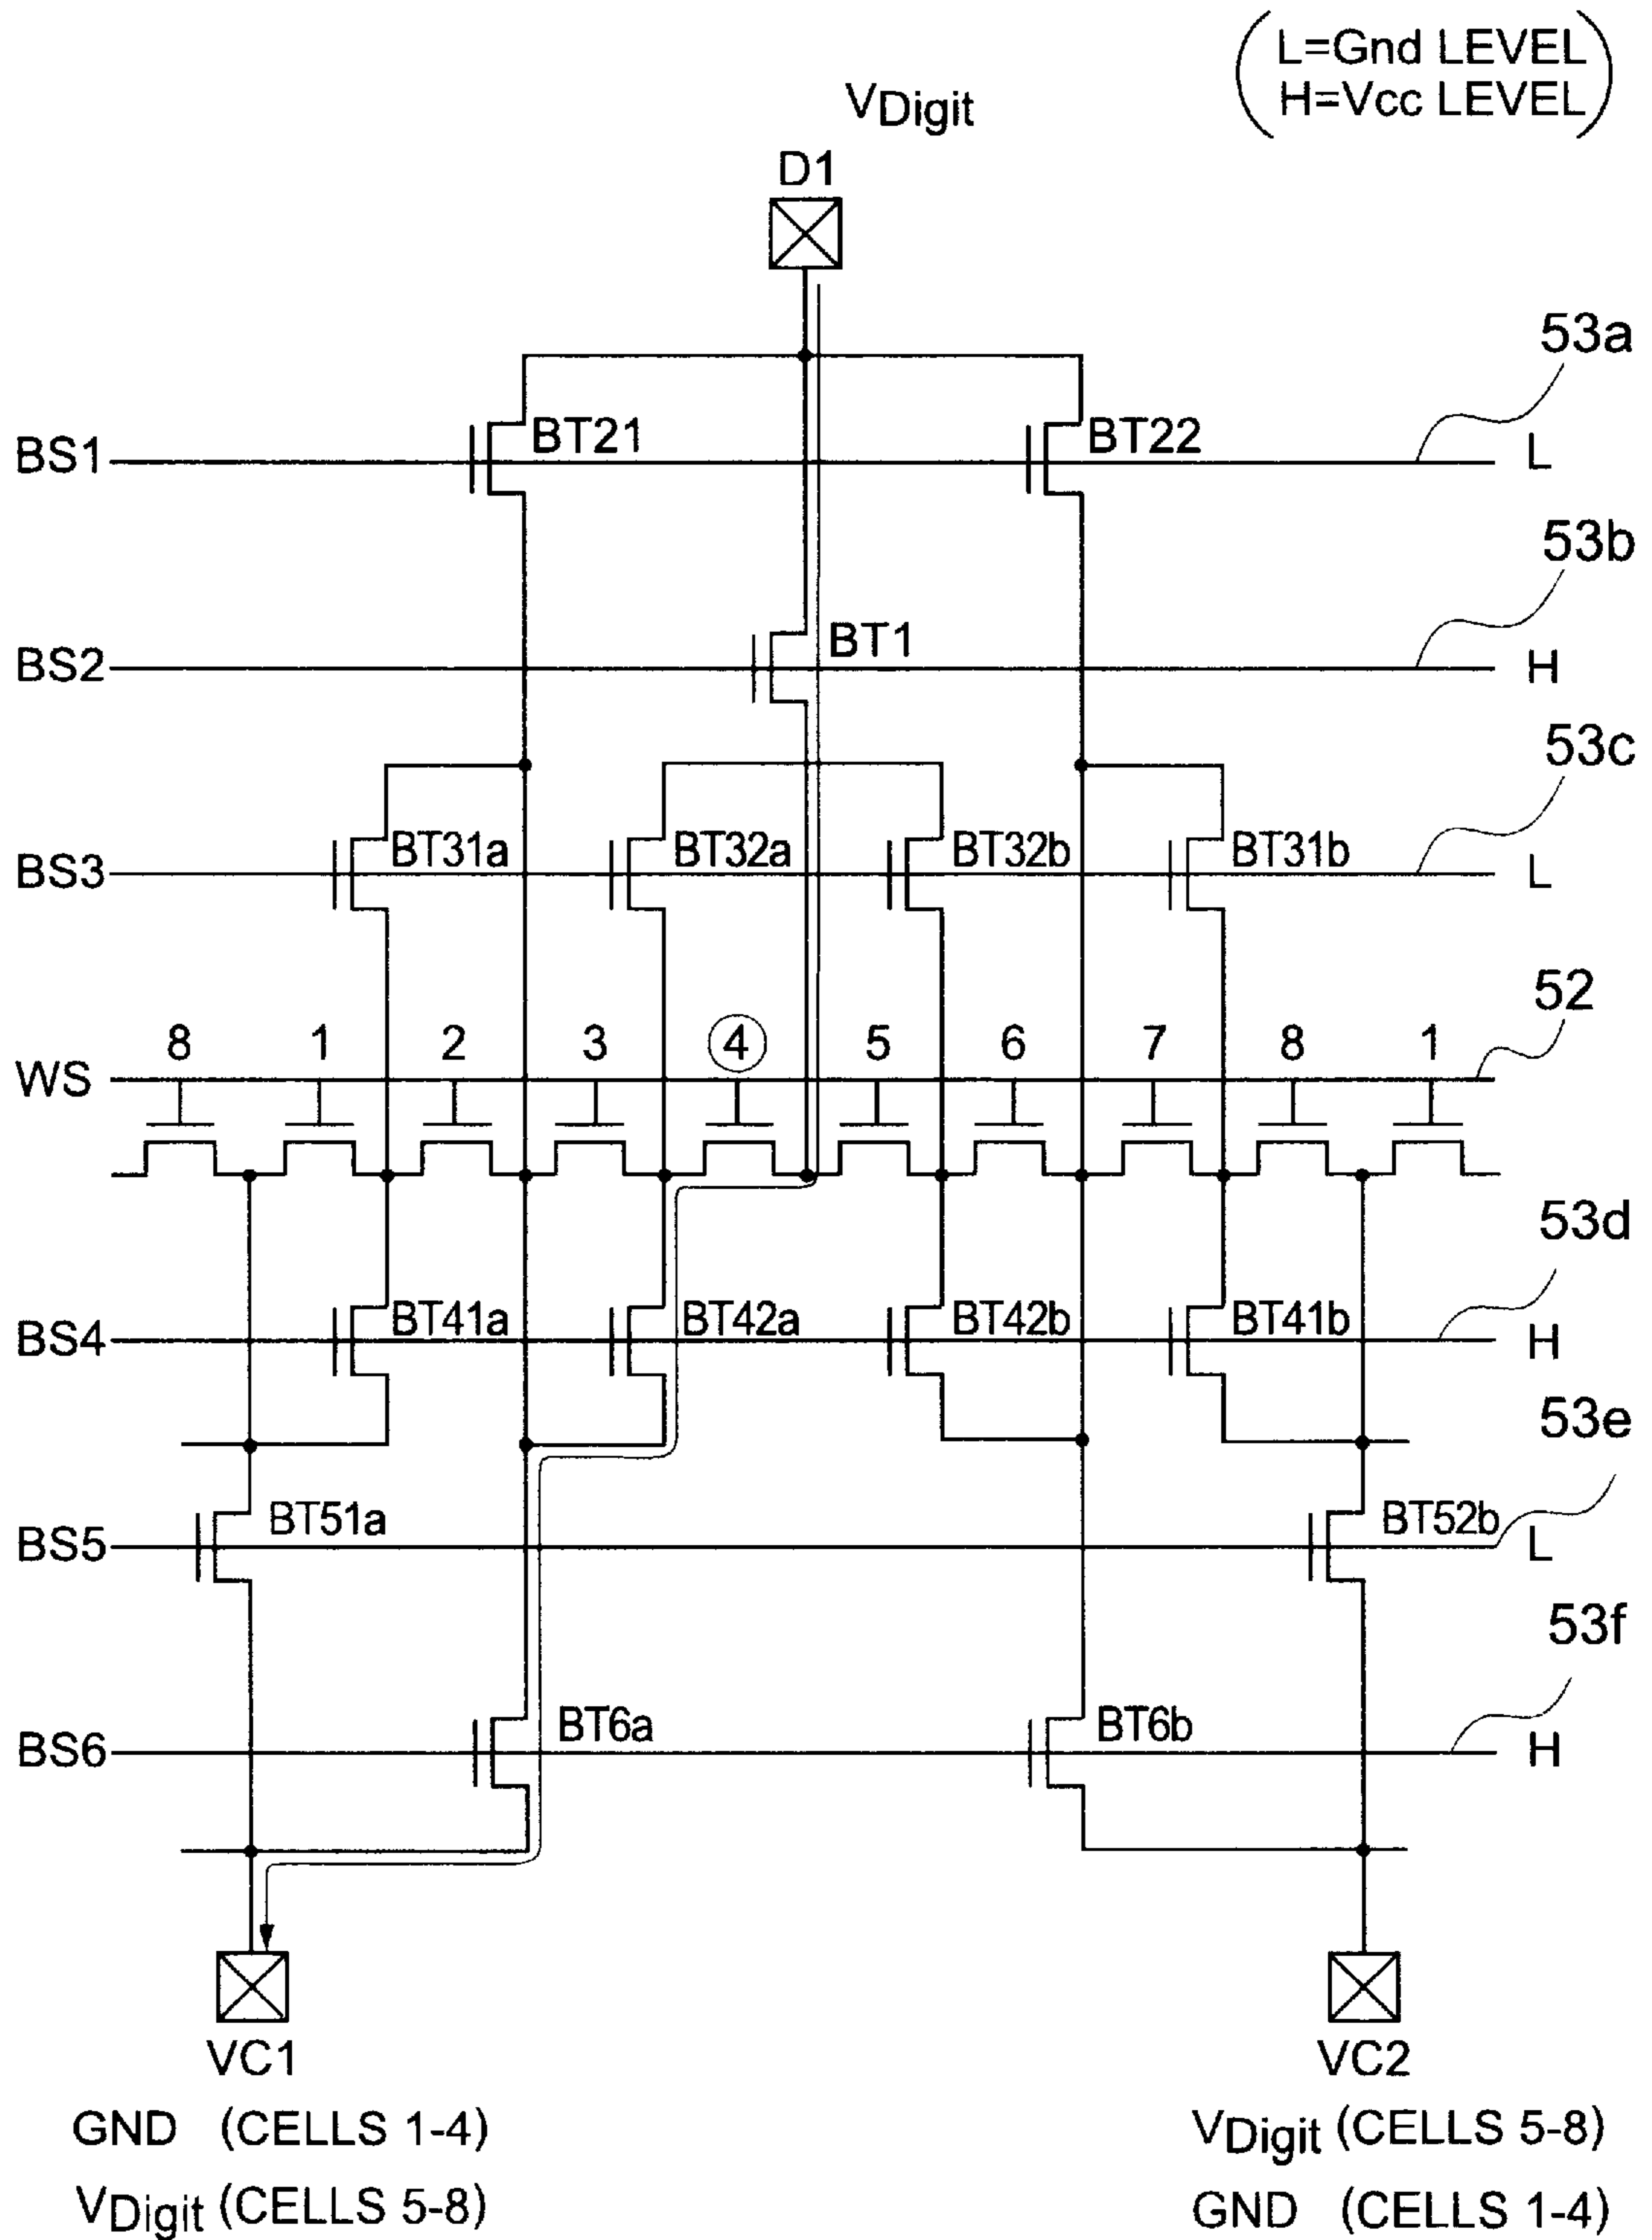 L=Gnd LEVEL
H=Vcc LEVEL
VDigit
D1
53a
BS1
BT21
BT22
L
53b
BS2
BT1
H
53c
BS3
BT31a
BT32a
BT32b
BT31b
L
52
8 1 2 3 4 5 6 7 8 1
WS
53d
BS4
BT41a
BT42a
BT42b
BT41b
H
53e
BS5
BT51a
BT52b
L
53f
BS6
BT6a
BT6b
H
VC1
VC2
GND (CELLS 1-4)
VDigit (CELLS 5-8)
VDigit (CELLS 5-8)
GND (CELLS 1-4)